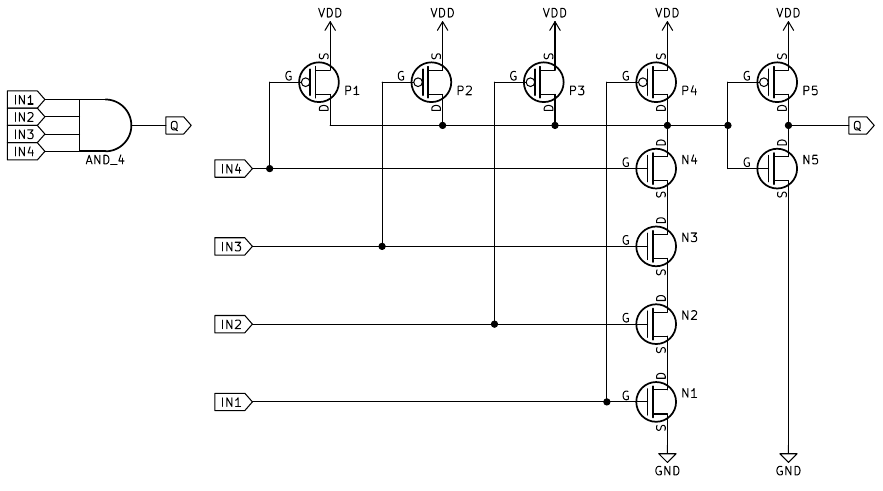 VDD VDD VDD VDD VDD
S S S S S
G P1 G P2 G P3 G P4 G P5
D D D D D
IN1
IN2
IN3
IN4
AND_4
Q
Q
D D
IN4 G N4 G N5
S S
D
IN3 G N3
S
D
IN2 G N2
S
D
IN1 G N1
S
GND GND